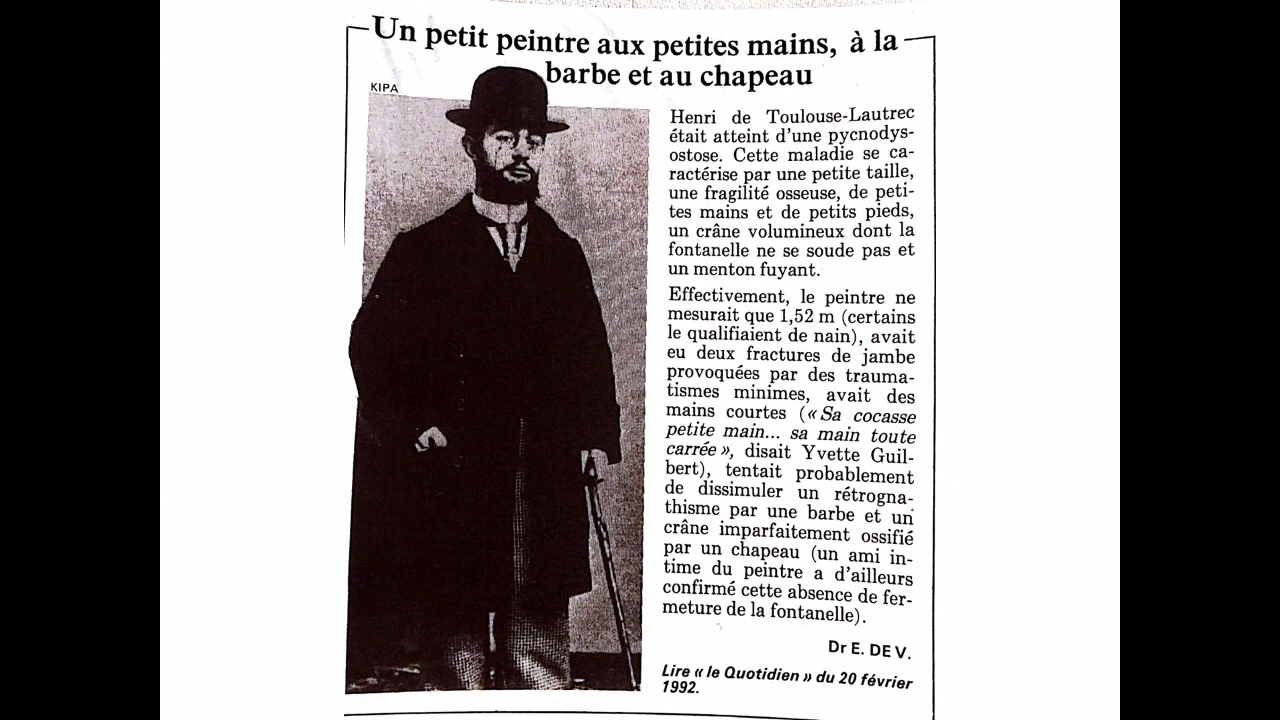 Un petit peintre aux petites mains, à la
barbe et au chapeau
KIPA
Henri de Toulouse-Lautrec
était atteint d'une pycnodys-
ostose. Cette maladie se ca-
ractérise par une petite taille,
une fragilité osseuse, de peti-
tes mains et de petits pieds,
un crâne volumineux dont la
fontanelle ne se soude pas et
un menton fuyant.
Effectivement, le peintre ne
mesurait que 1,52 m (certains
le qualifiaient de nain), avait
eu deux fractures de jambe
provoquées par des trauma-
tismes minimes, avait des
mains courtes (« Sa cocasse
petite main... sa main toute
carrée », disait Yvette Guil-
bert), tentait probablement
de dissimuler un rétrogna-
thisme par une barbe et un
crâne imparfaitement ossifié
par un chapeau (un ami in-
time du peintre a d'ailleurs
confirmé cette absence de fer-
meture de la fontanelle).
Dr E. DE V.
Lire « le Quotidien » du 20 février
1992.